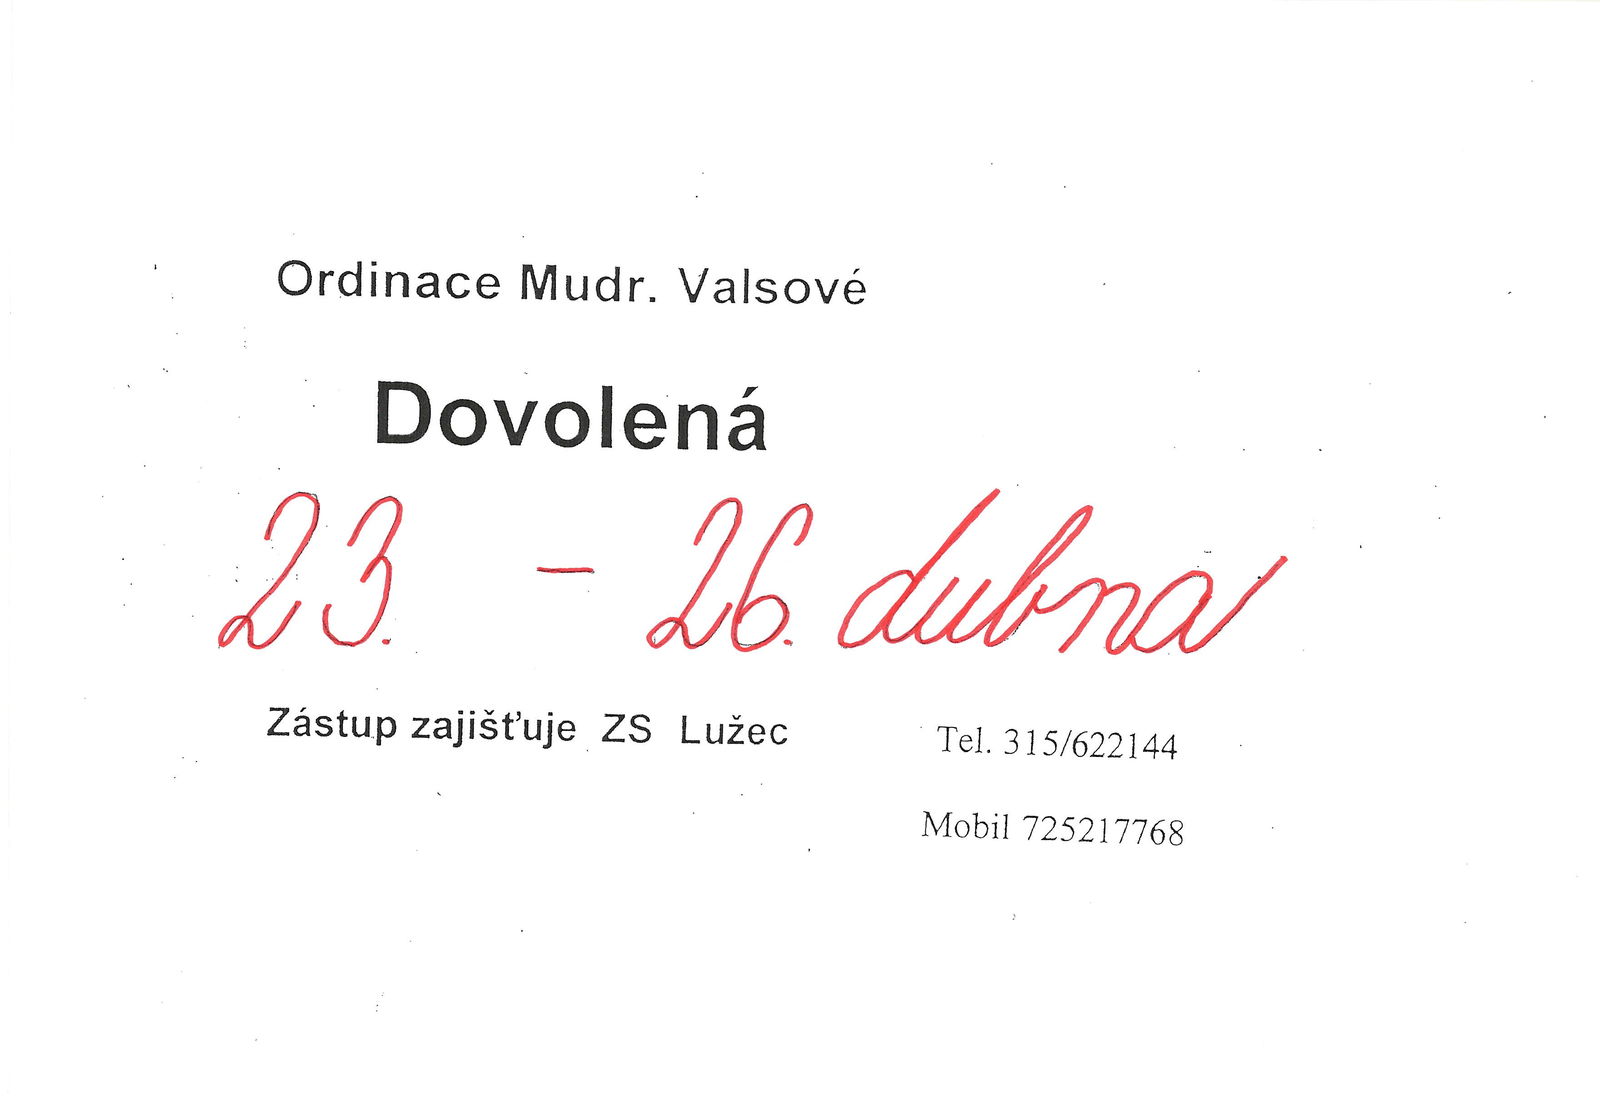 Ordinace Mudr. Valsové
Dovolená
23. – 26. dubna
Zástup zajišťuje ZS Lužec Tel. 315/622144
Mobil 725217768